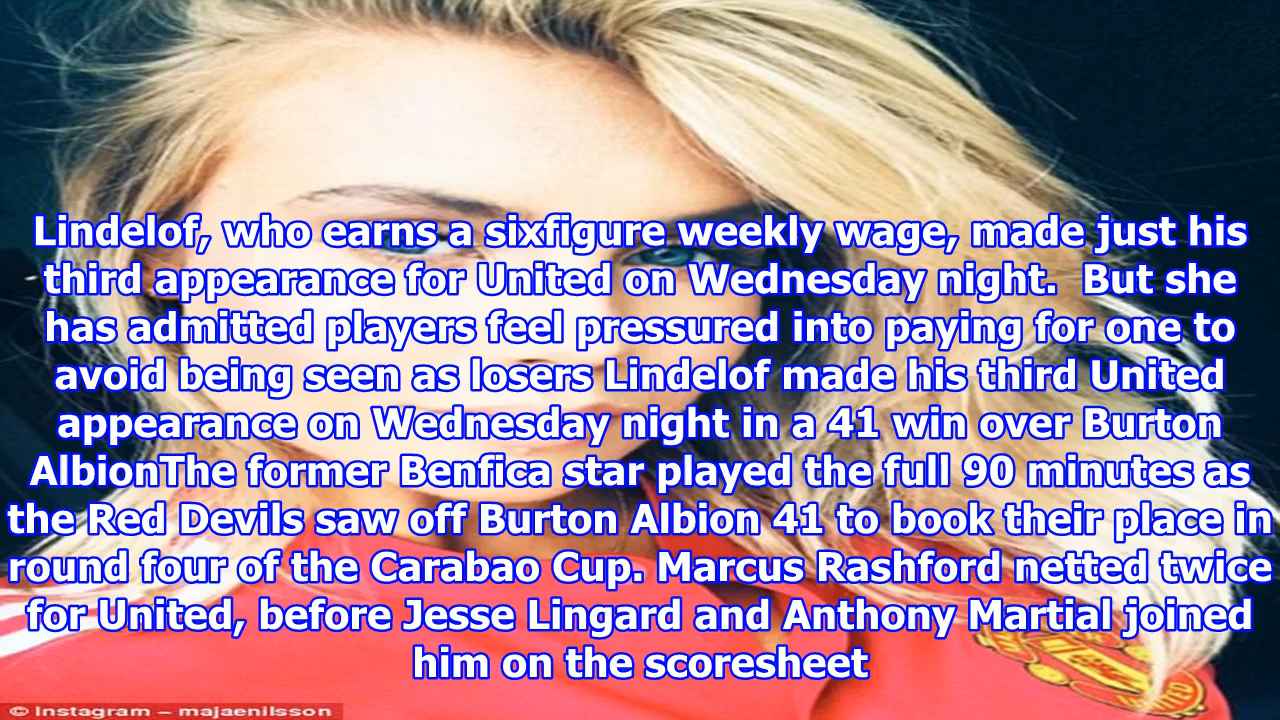 Lindelof, who earns a sixfigure weekly wage, made just his
third appearance for United on Wednesday night.  But she
has admitted players feel pressured into paying for one to
avoid being seen as losers Lindelof made his third United
appearance on Wednesday night in a 41 win over Burton
AlbionThe former Benfica star played the full 90 minutes as
the Red Devils saw off Burton Albion 41 to book their place in
round four of the Carabao Cup. Marcus Rashford netted twice
for United, before Jesse Lingard and Anthony Martial joined
him on the scoresheet
© Instagram – majaenilsson